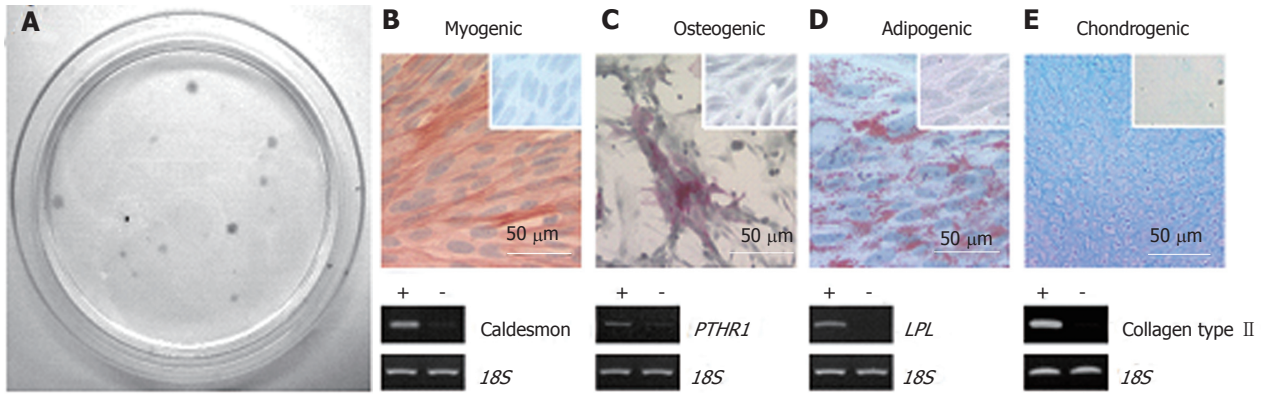 A
B Myogenic
C Osteogenic
D Adipogenic
E Chondrogenic
50 μm
50 μm
50 μm
50 μm
+ -
+ -
+ -
+ -
Caldesmon
PTHR1
LPL
Collagen type Ⅱ
18S
18S
18S
18S